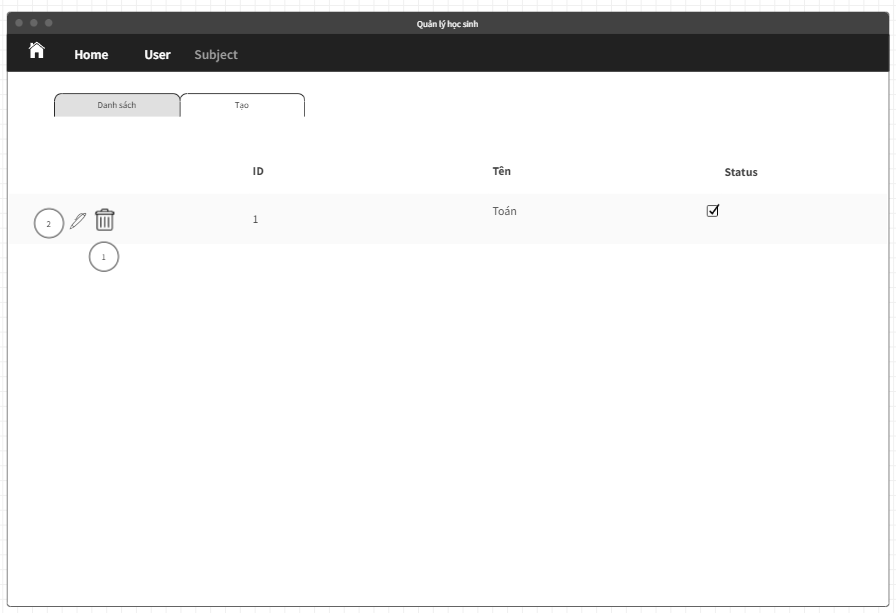 Quản lý học sinh
Home User Subject
Danh sách Tạo
ID Tên Status
2 1 Toán
1